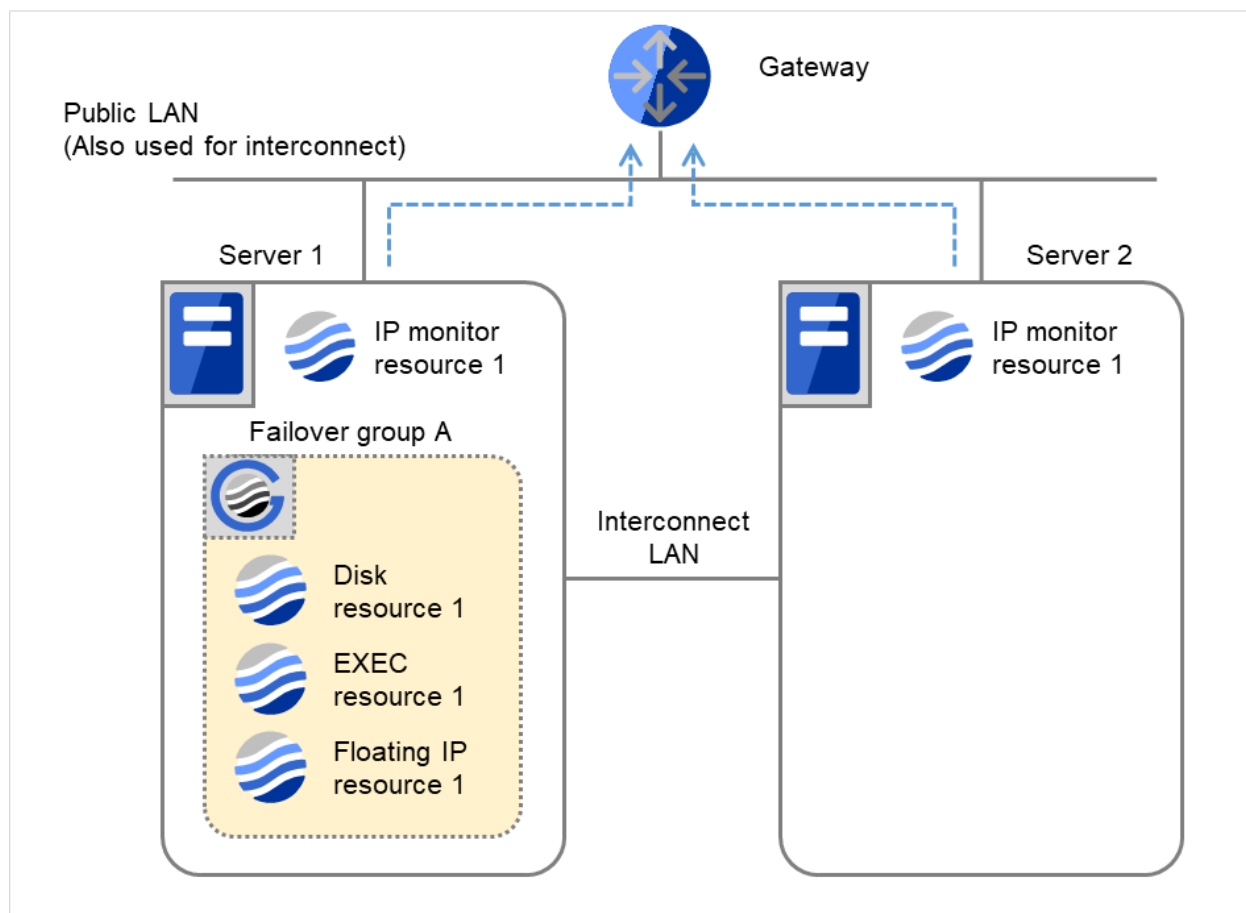 Gateway
Public LAN
(Also used for interconnect)
Server 1
Server 2
IP monitor
resource 1
IP monitor
resource 1
Failover group A
Interconnect
LAN
Disk
resource 1
EXEC
resource 1
Floating IP
resource 1